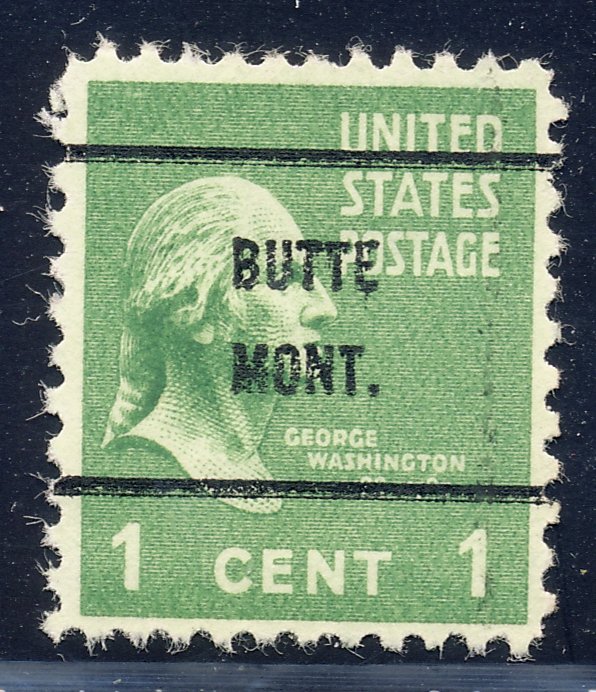 UNITED
STATES
POSTAGE
BUTTE
MONT.
GEORGE
WASHINGTON
1 CENT 1